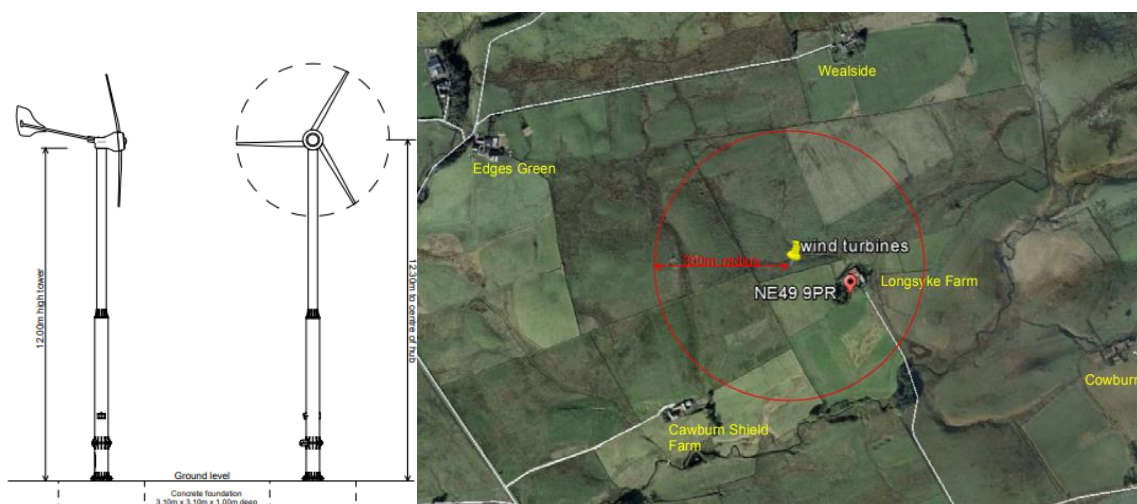 12.00m high tower
12.30m to centre of hub
Ground level
Concrete foundation
3.10m x 3.10m x 1.00m deep
Wealside
Edges Green
wind turbines
300m radius
NE49 9PR
Longsyke Farm
Cowburn
Cawburn Shield
Farm